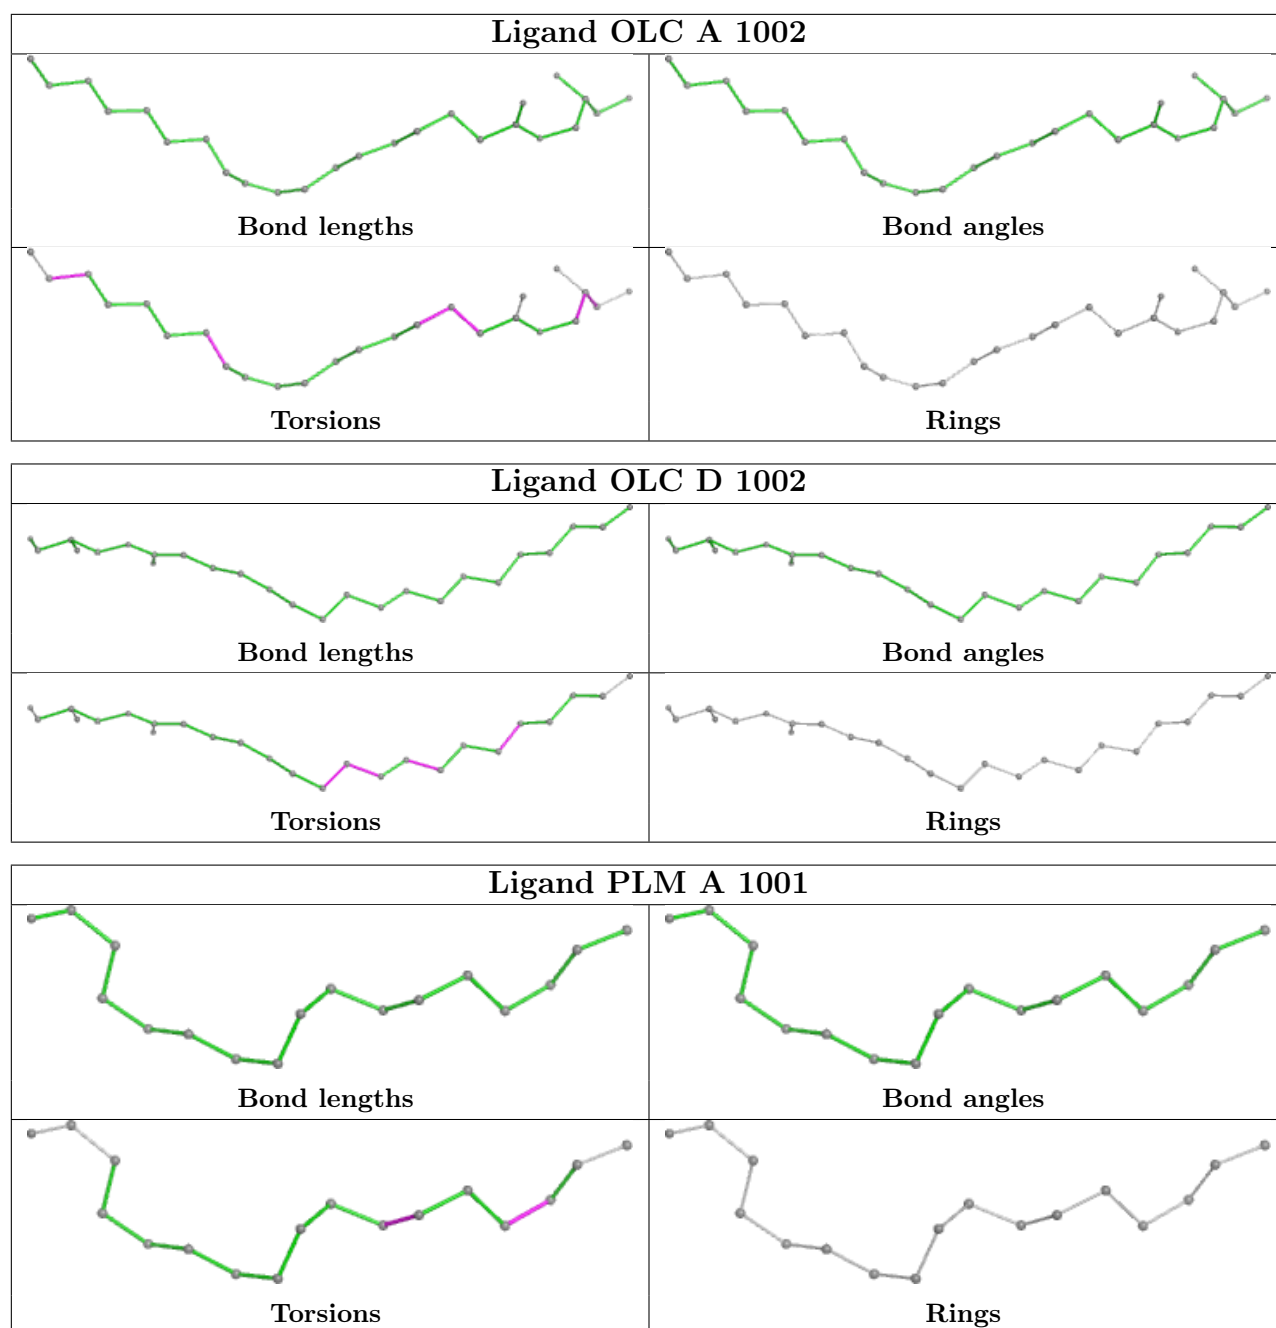 Ligand OLC A 1002
Bond lengths
Bond angles
Torsions
Rings
Ligand OLC D 1002
Bond lengths
Bond angles
Torsions
Rings
Ligand PLM A 1001
Bond lengths
Bond angles
Torsions
Rings